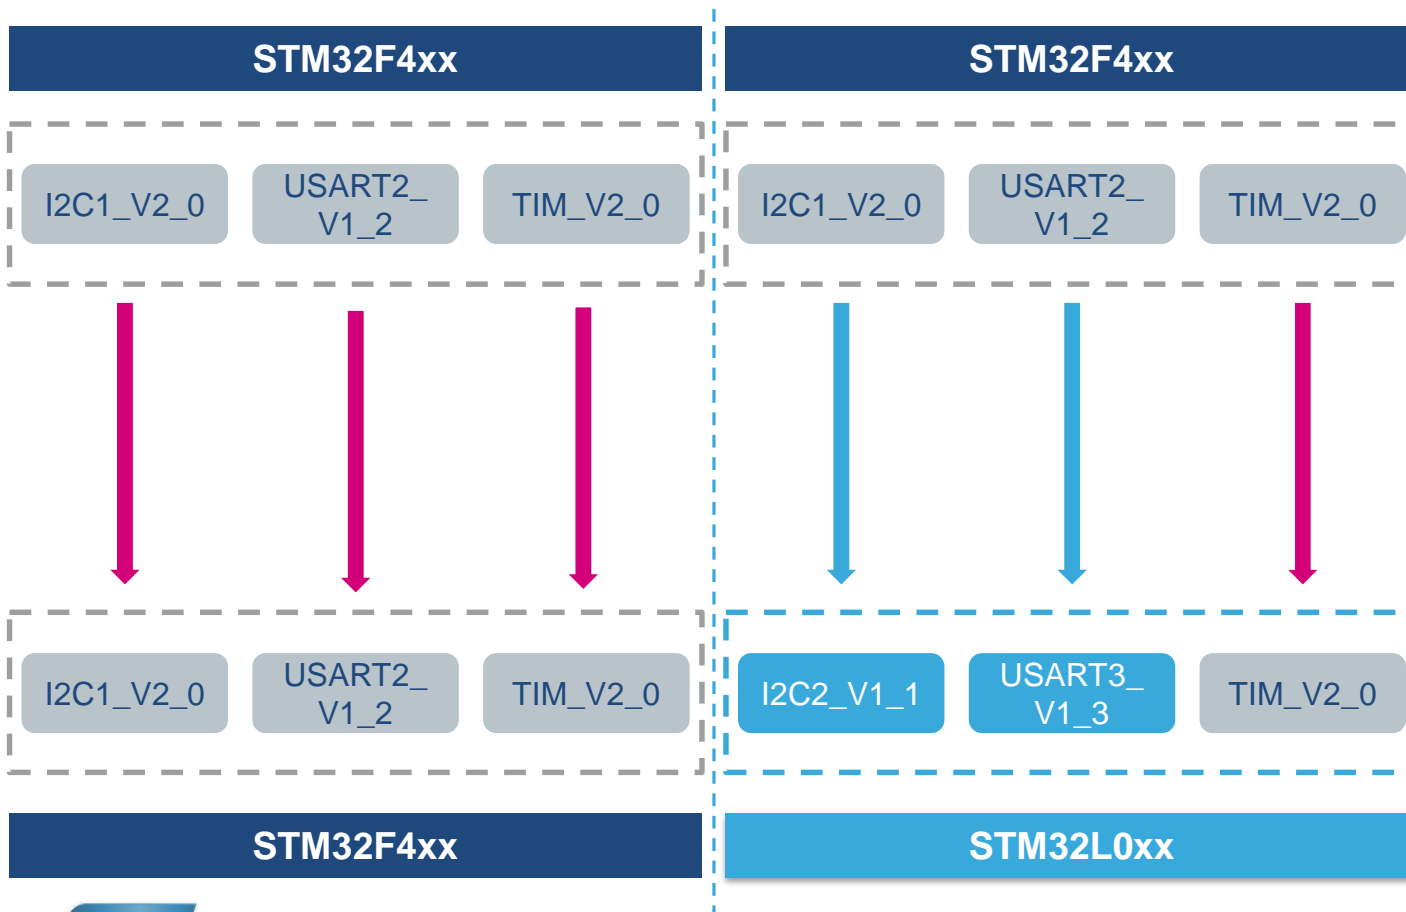 STM32F4xx
STM32F4xx
I2C1_V2_0
USART2_
V1_2
TIM_V2_0
I2C1_V2_0
USART2_
V1_2
TIM_V2_0
I2C1_V2_0
USART2_
V1_2
TIM_V2_0
I2C2_V1_1
USART3_
V1_3
TIM_V2_0
STM32F4xx
STM32L0xx